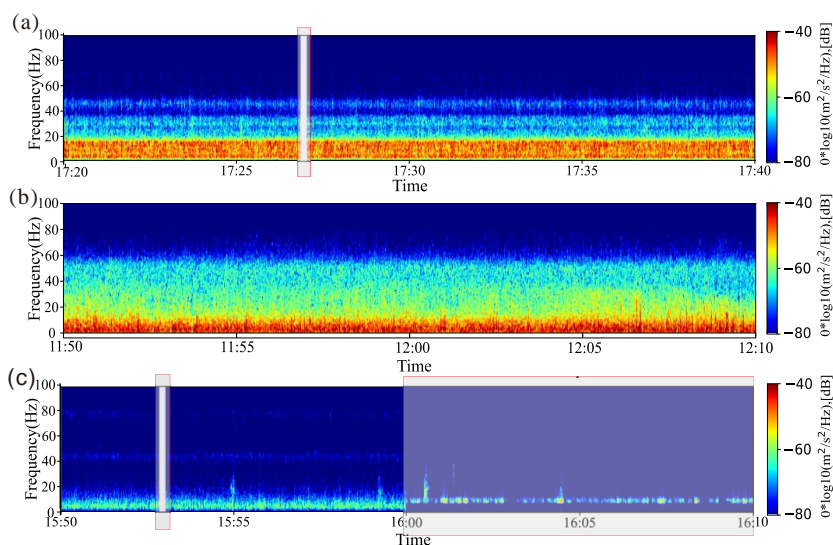 (a)
Frequency(Hz)
100
80
60
40
20
0
17:20 17:25 17:30 17:35 17:40
Time
−40
−60
−80
0*log10(m²/s²/Hz),[dB]
(b)
Frequency(Hz)
100
80
60
40
20
0
11:50 11:55 12:00 12:05 12:10
Time
−40
−60
−80
0*log10(m²/s²/Hz),[dB]
(c)
Frequency(Hz)
100
80
60
40
20
0
15:50 15:55 16:00 16:05 16:10
Time
−40
−60
−80
0*log10(m²/s²/Hz),[dB]